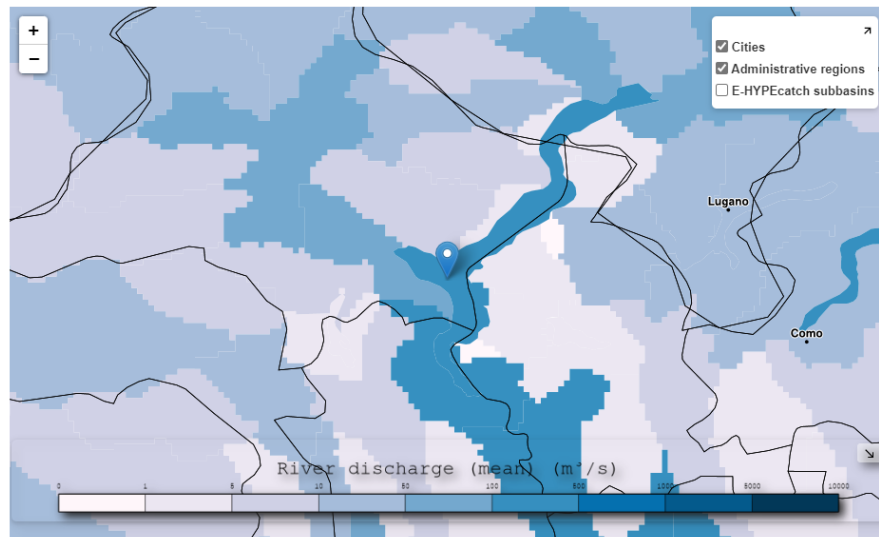 +
−
Cities
Administrative regions
E-HYPEcatch subbasins
Lugano
Como
River discharge (mean) (m³/s)
0 1 5 10 50 100 500 1000 5000 10000